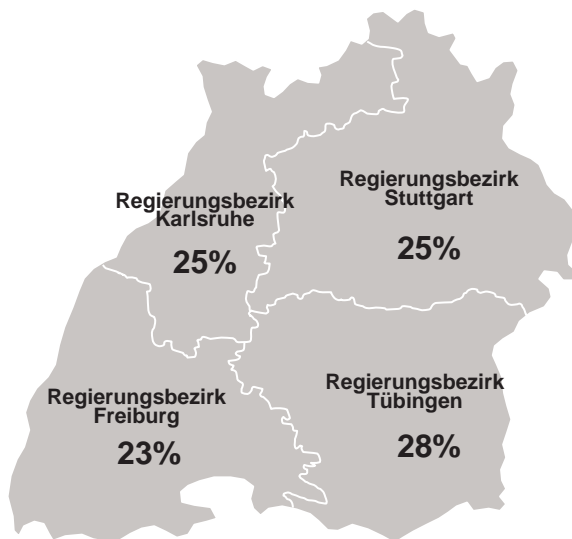 Regierungsbezirk
Stuttgart
25%
Regierungsbezirk
Karlsruhe
25%
Regierungsbezirk
Tübingen
28%
Regierungsbezirk
Freiburg
23%